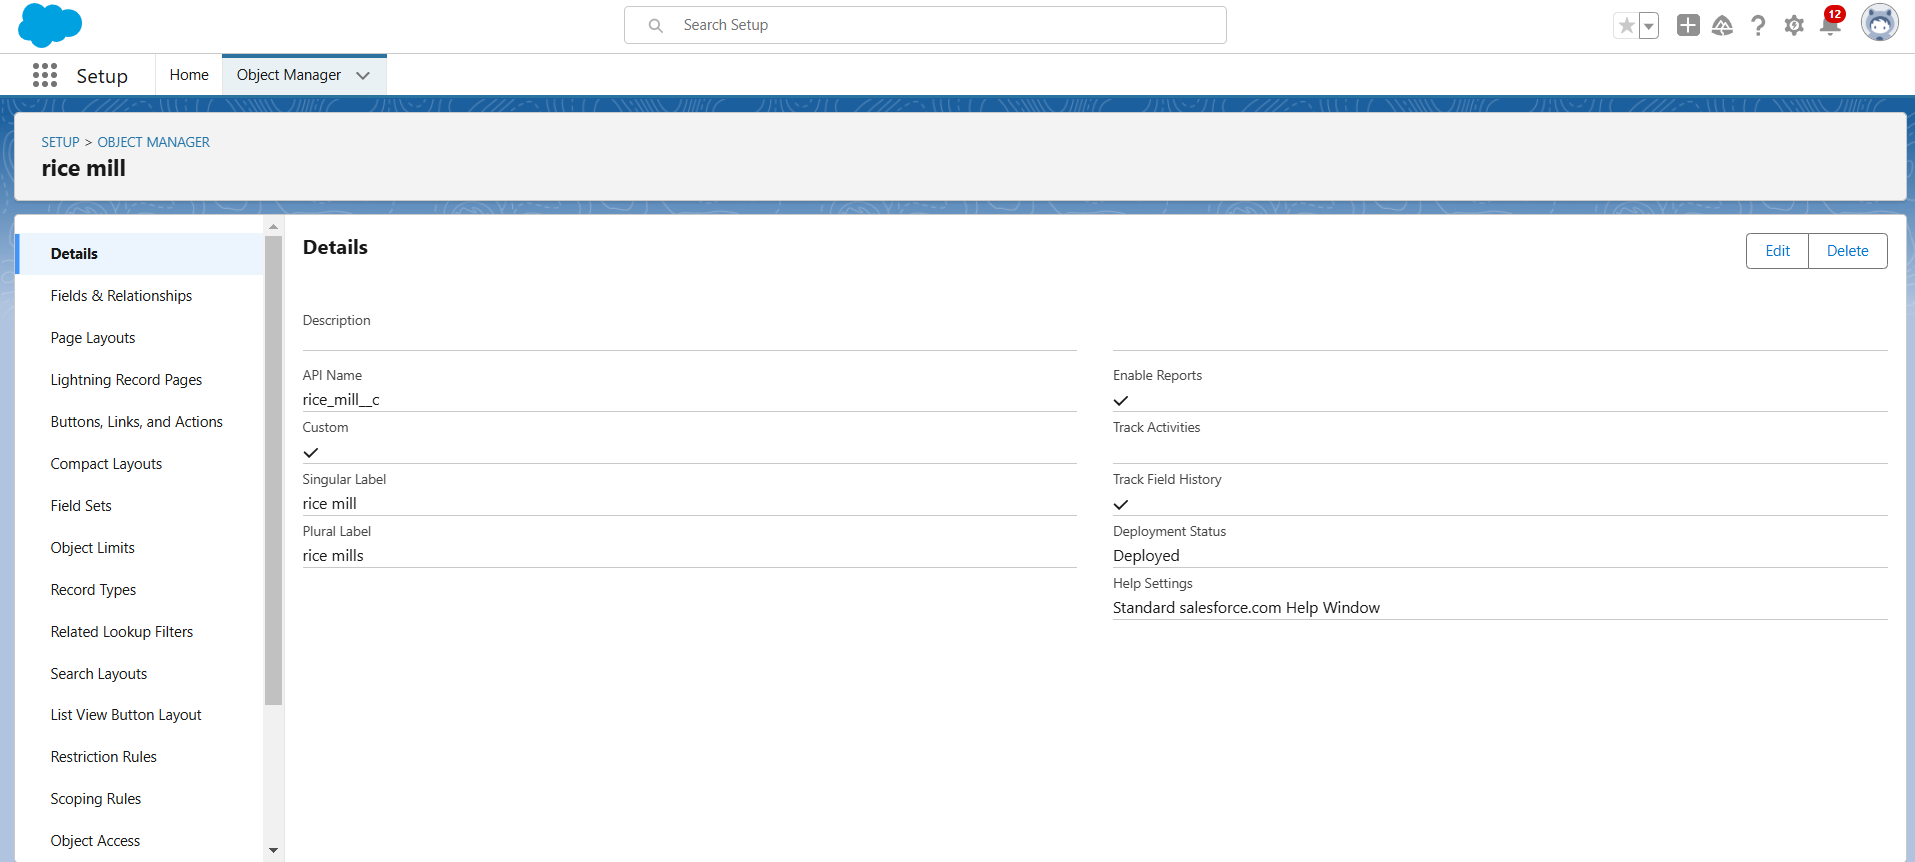 Search Setup
12
Setup
Home
Object Manager
SETUP > OBJECT MANAGER
rice mill
Details
Fields & Relationships
Page Layouts
Lightning Record Pages
Buttons, Links, and Actions
Compact Layouts
Field Sets
Object Limits
Record Types
Related Lookup Filters
Search Layouts
List View Button Layout
Restriction Rules
Scoping Rules
Object Access
Details
Edit
Delete
Description
API Name
rice_mill__c
Custom
Singular Label
rice mill
Plural Label
rice mills
Enable Reports
Track Activities
Track Field History
Deployment Status
Deployed
Help Settings
Standard salesforce.com Help Window